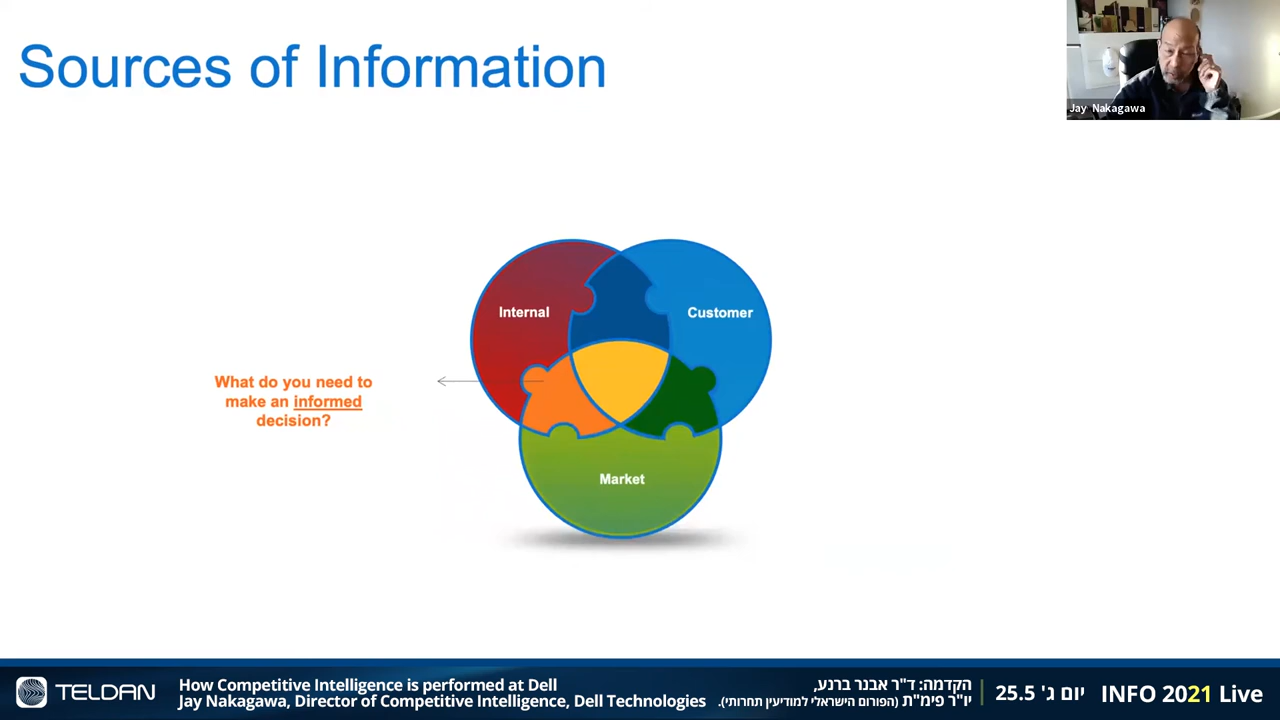 Sources of Information
Jay Nakagawa
Internal
Customer
What do you need to
make an informed
decision?
Market
TELDAN
How Competitive Intelligence is performed at Dell
Jay Nakagawa, Director of Competitive Intelligence, Dell Technologies
הקדמה: ד"ר אבנר ברנע,
יו"ר פימ"ת (הפורום הישראלי למודיעין תחרותי).
יום ג' 25.5
INFO 2021 Live